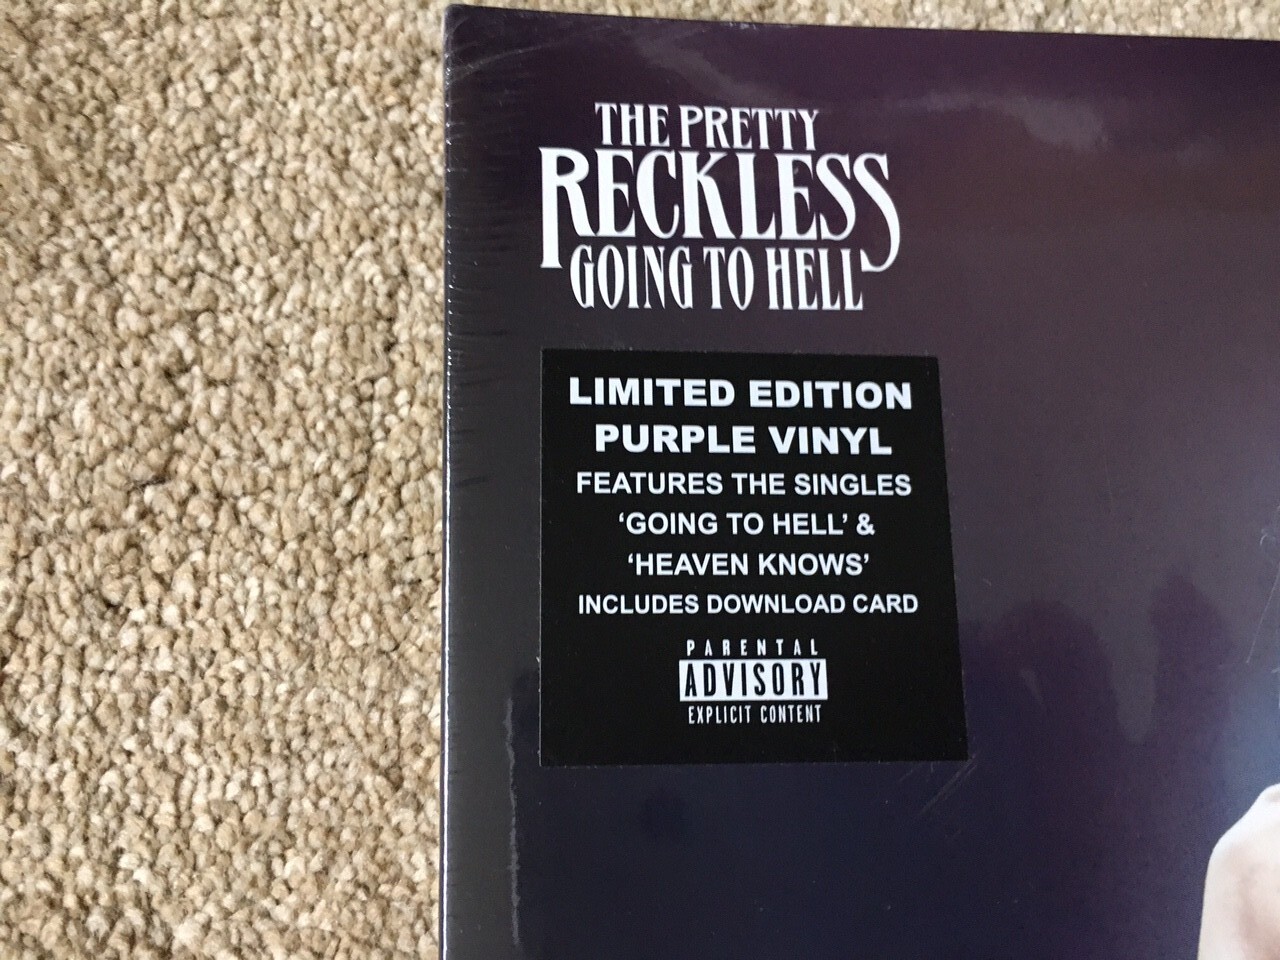 THE PRETTY
RECKLESS
GOING TO HELL
LIMITED EDITION
PURPLE VINYL
FEATURES THE SINGLES
‘GOING TO HELL’ &
‘HEAVEN KNOWS’
INCLUDES DOWNLOAD CARD
PARENTAL
ADVISORY
EXPLICIT CONTENT